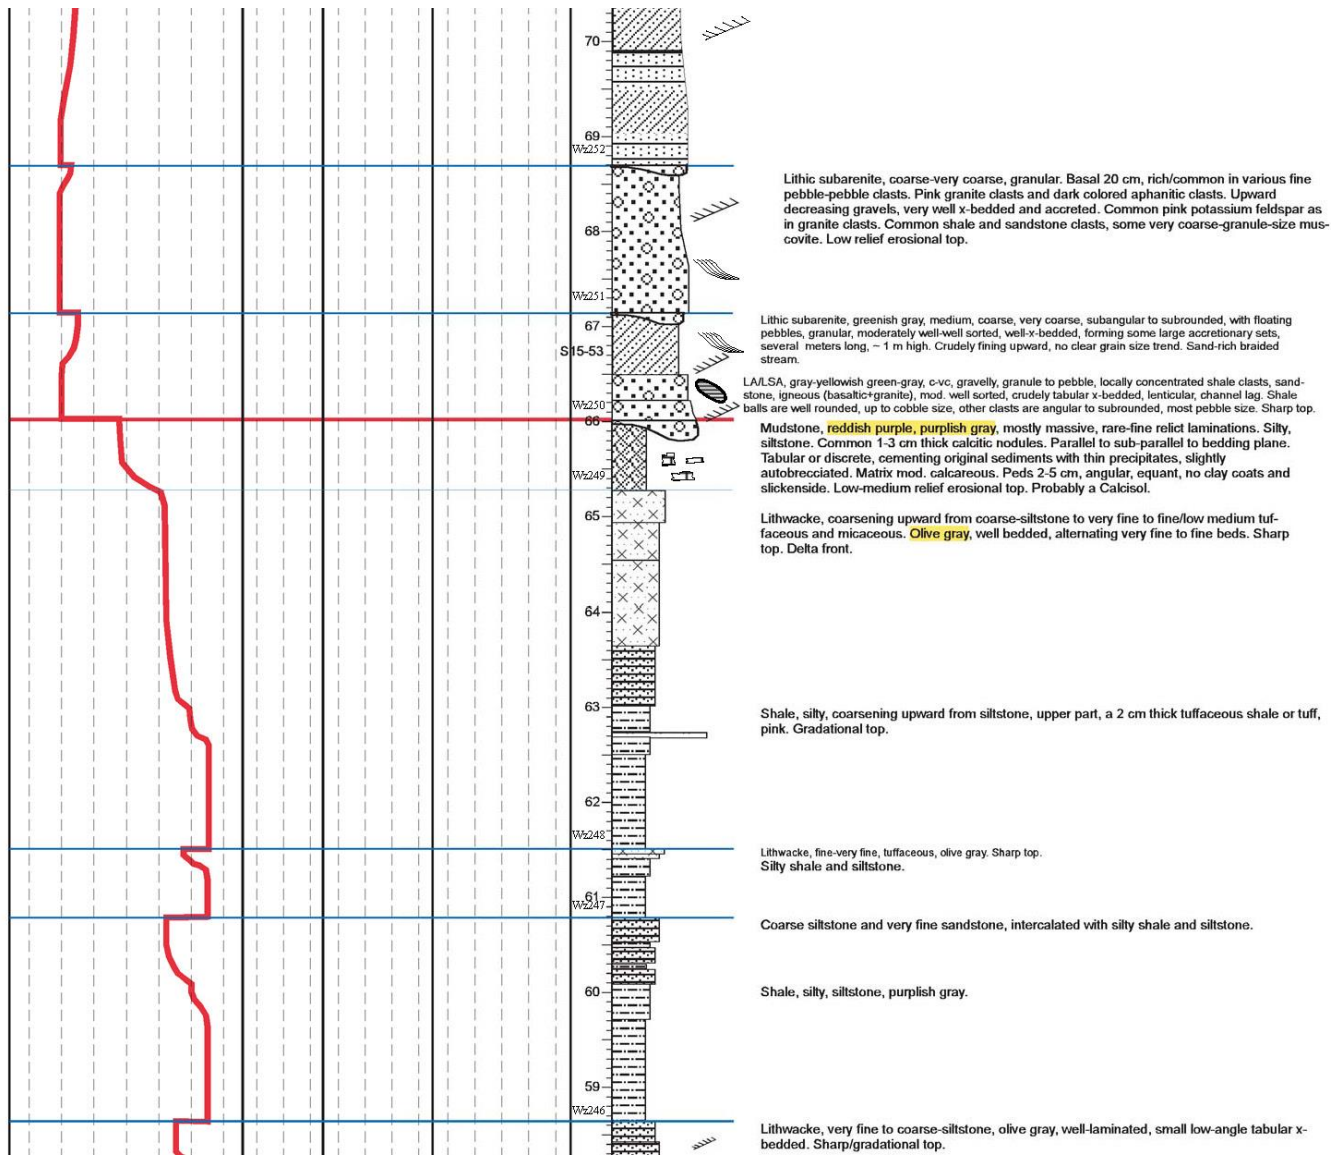 70
69
Wz252
Lithic subarenite, coarse-very coarse, granular. Basal 20 cm, rich/common in various fine
pebble-pebble clasts. Pink granite clasts and dark colored aphanitic clasts. Upward
decreasing gravels, very well x-bedded and accreted. Common pink potassium feldspar as
in granite clasts. Common shale and sandstone clasts, some very coarse-granule-size mus-
covite. Low relief erosional top.
68
Wz251
67
S15-53
Lithic subarenite, greenish gray, medium, coarse, very coarse, subangular to subrounded, with floating
pebbles, granular, moderately well-well sorted, well-x-bedded, forming some large accretionary sets,
several meters long, ~ 1 m high. Crudely fining upward, no clear grain size trend. Sand-rich braided
stream.
LA/LSA, gray-yellowish green-gray, c-vc, gravelly, granule to pebble, locally concentrated shale clasts, sand-
stone, igneous (basaltic+granite), mod. well sorted, crudely tabular x-bedded, lenticular, channel lag. Shale
balls are well rounded, up to cobble size, other clasts are angular to subrounded, most pebble size. Sharp top.
Wz250
66
Mudstone, reddish purple, purplish gray, mostly massive, rare-fine relict laminations. Silty,
siltstone. Common 1-3 cm thick calcitic nodules. Parallel to sub-parallel to bedding plane.
Tabular or discrete, cementing original sediments with thin precipitates, slightly
autobrecciated. Matrix mod. calcareous. Peds 2-5 cm, angular, equant, no clay coats and
slickenside. Low-medium relief erosional top. Probably a Calcisol.
Wz249
65
Lithwacke, coarsening upward from coarse-siltstone to very fine to fine/low medium tuf-
faceous and micaceous. Olive gray, well bedded, alternating very fine to fine beds. Sharp
top. Delta front.
64
63
Shale, silty, coarsening upward from siltstone, upper part, a 2 cm thick tuffaceous shale or tuff,
pink. Gradational top.
62
Wz248
Lithwacke, fine-very fine, tuffaceous, olive gray. Sharp top.
Silty shale and siltstone.
61
Wz247
Coarse siltstone and very fine sandstone, intercalated with silty shale and siltstone.
60
Shale, silty, siltstone, purplish gray.
59
Wz246
Lithwacke, very fine to coarse-siltstone, olive gray, well-laminated, small low-angle tabular x-
bedded. Sharp/gradational top.